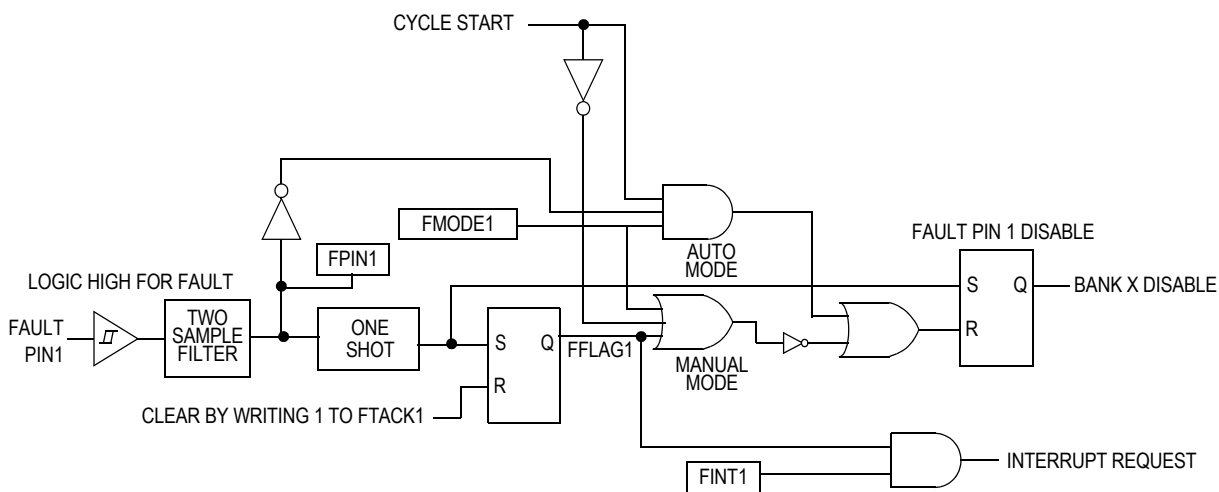 CYCLE START
FMODE1
AUTO
MODE
FAULT PIN 1 DISABLE
FPIN1
LOGIC HIGH FOR FAULT
S
Q
BANK X DISABLE
R
FAULT
PIN1
TWO
SAMPLE
FILTER
ONE
SHOT
S
Q
FFLAG1
R
MANUAL
MODE
CLEAR BY WRITING 1 TO FTACK1
INTERRUPT REQUEST
FINT1